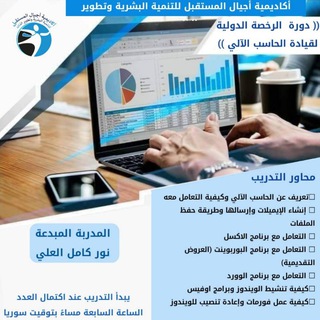 أكاديمية أجيال المستقبل للتنمية البشرية وتطوير
(( دورة الرخصة الدولية
لقيادة الحاسب الآلي ))
محاور التدريب
☐تعريف عن الحاسب الآلي وكيفية التعامل معه
☐ إنشاء الإيميلات وإرسالها وطريقة حفظ
الملفات
☐ التعامل مع برنامج الاكسل
☐ التعامل مع برنامج البوربوينت (العروض
التقديمية)
☐ التعامل مع برنامج الوورد
☐كيفية تنشيط الويندوز وبرامج اوفيس
☐كيفية عمل فورمات وإعادة تنصيب للويندوز
المدربة المبدعة
نور كامل العلي
يبدأ التدريب عند اكتمال العدد
الساعة السابعة مساءً بتوقيت سوريا